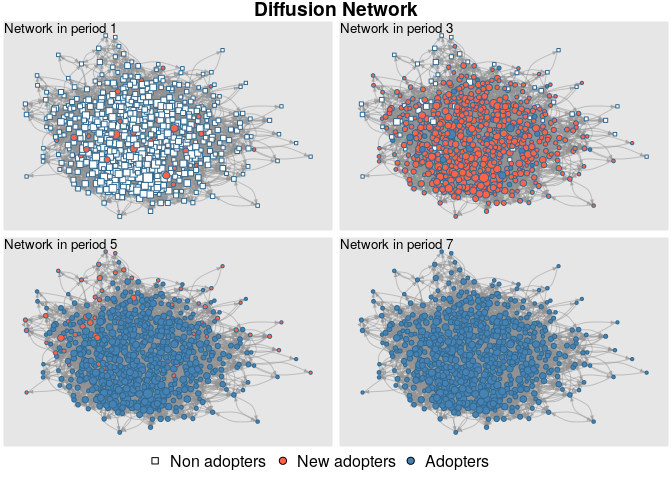 Diffusion Network
Network in period 1
Network in period 3
Network in period 5
Network in period 7
Non adopters
New adopters
Adopters